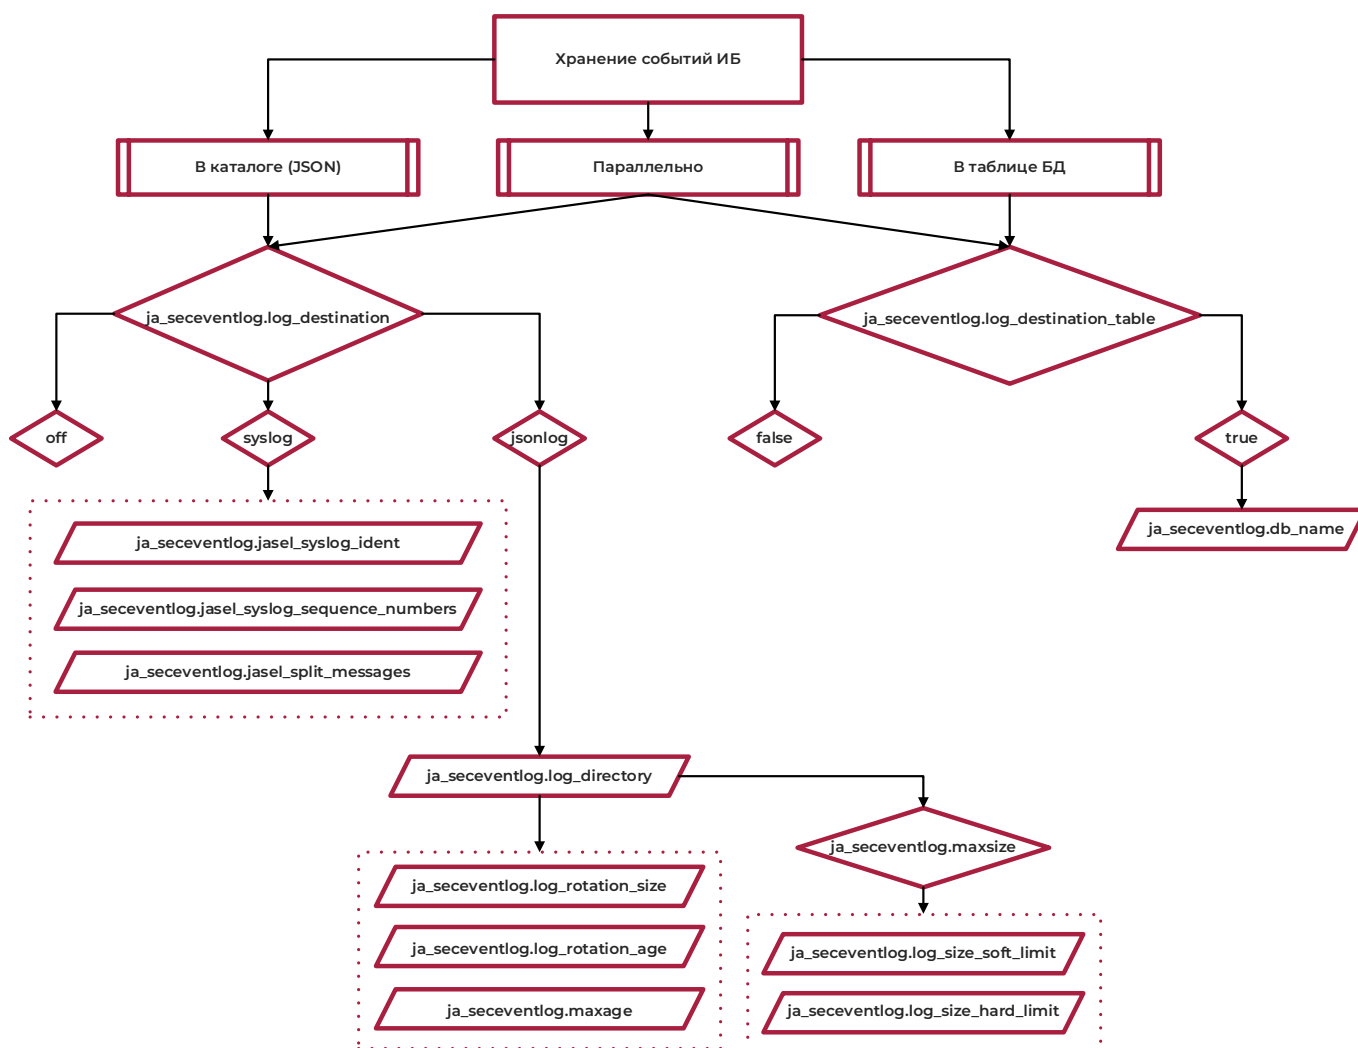 Хранение событий ИБ
В каталоге (JSON)
Параллельно
В таблице БД
ja_seceventlog.log_destination
ja_seceventlog.log_destination_table
off
syslog
jsonlog
false
true
ja_seceventlog.jasel_syslog_ident
ja_seceventlog.jasel_syslog_sequence_numbers
ja_seceventlog.jasel_split_messages
ja_seceventlog.db_name
ja_seceventlog.log_directory
ja_seceventlog.maxsize
ja_seceventlog.log_rotation_size
ja_seceventlog.log_rotation_age
ja_seceventlog.maxage
ja_seceventlog.log_size_soft_limit
ja_seceventlog.log_size_hard_limit